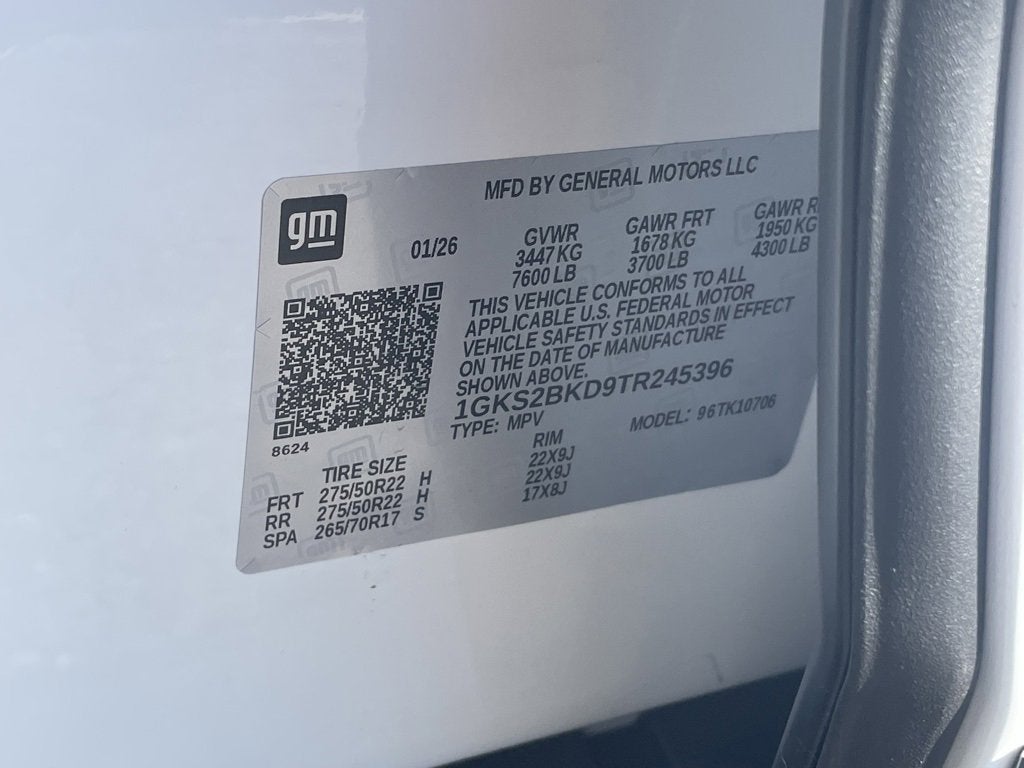 MFD BY GENERAL MOTORS LLC
gm
01/26
GVWR GAWR FRT GAWR R
3447 KG 1678 KG 1950 KG
7600 LB 3700 LB 4300 LB
THIS VEHICLE CONFORMS TO ALL
APPLICABLE U.S. FEDERAL MOTOR
VEHICLE SAFETY STANDARDS IN EFFECT
ON THE DATE OF MANUFACTURE
SHOWN ABOVE.
1GKS2BKD9TR245396
TYPE: MPV MODEL: 96TK10706
8624
TIRE SIZE RIM
FRT 275/50R22 H 22X9J
RR 275/50R22 H 22X9J
SPA 265/70R17 S 17X8J